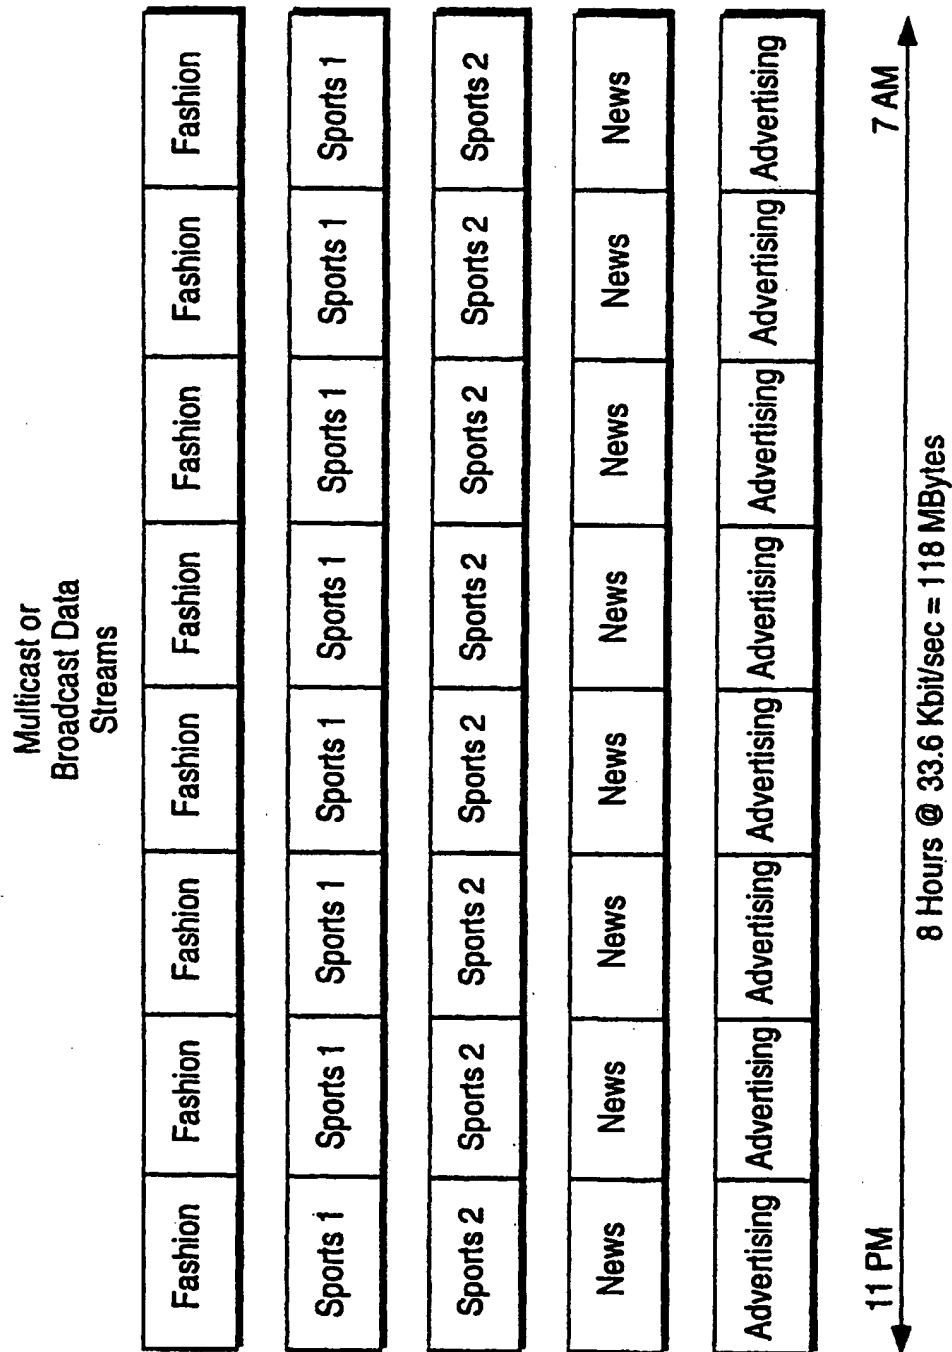 Multicast or
Broadcast Data
Streams
Fashion Fashion Fashion Fashion Fashion Fashion Fashion Fashion
Sports 1 Sports 1 Sports 1 Sports 1 Sports 1 Sports 1 Sports 1 Sports 1
Sports 2 Sports 2 Sports 2 Sports 2 Sports 2 Sports 2 Sports 2 Sports 2
News News News News News News News News
Advertising Advertising Advertising Advertising Advertising Advertising Advertising Advertising
11 PM 7 AM
8 Hours @ 33.6 Kbit/sec = 118 MBytes